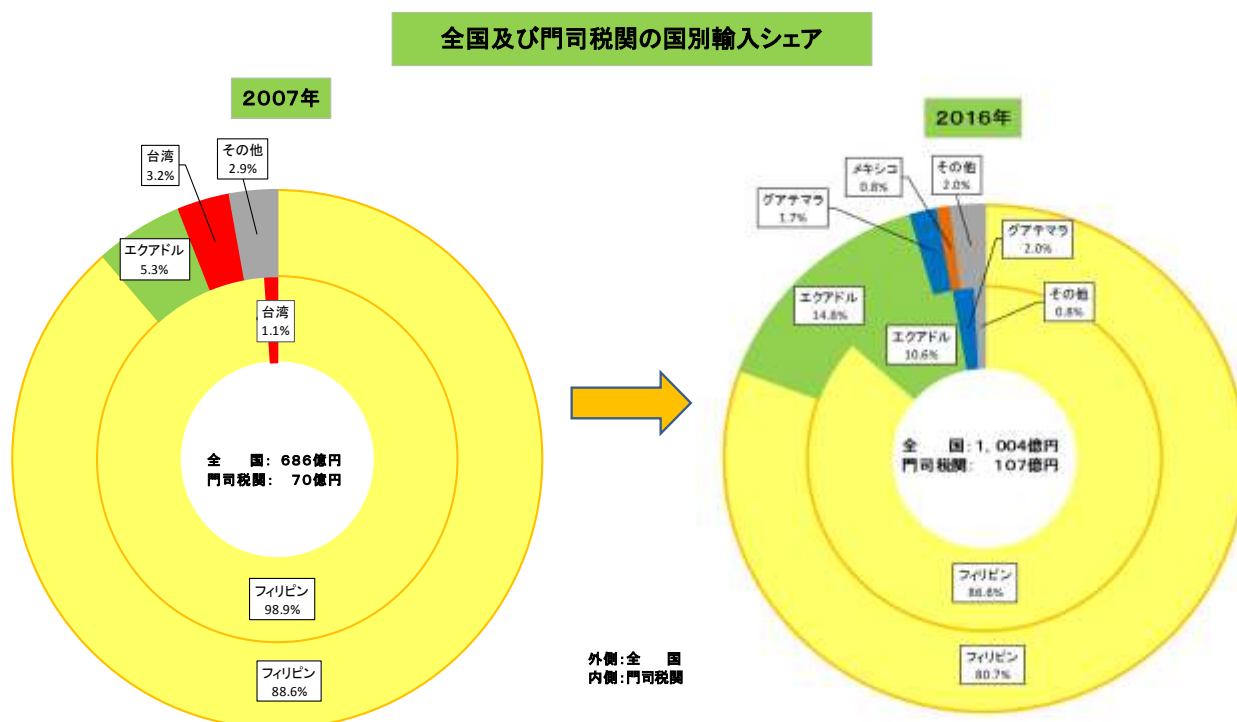 全国及び門司税関の国別輸入シェア
2007年
台湾
3.2%
その他
2.9%
エクアドル
5.3%
台湾
1.1%
全　国： 686億円
門司税関：　70億円
フィリピン
98.9%
フィリピン
88.6%
2016年
メキシコ
0.8%
その他
2.0%
グアテマラ
1.7%
グアテマラ
2.0%
エクアドル
14.8%
その他
0.8%
エクアドル
10.6%
全　国：1，004億円
門司税関：　107億円
フィリピン
86.6%
フィリピン
80.7%
外側：全　国
内側：門司税関